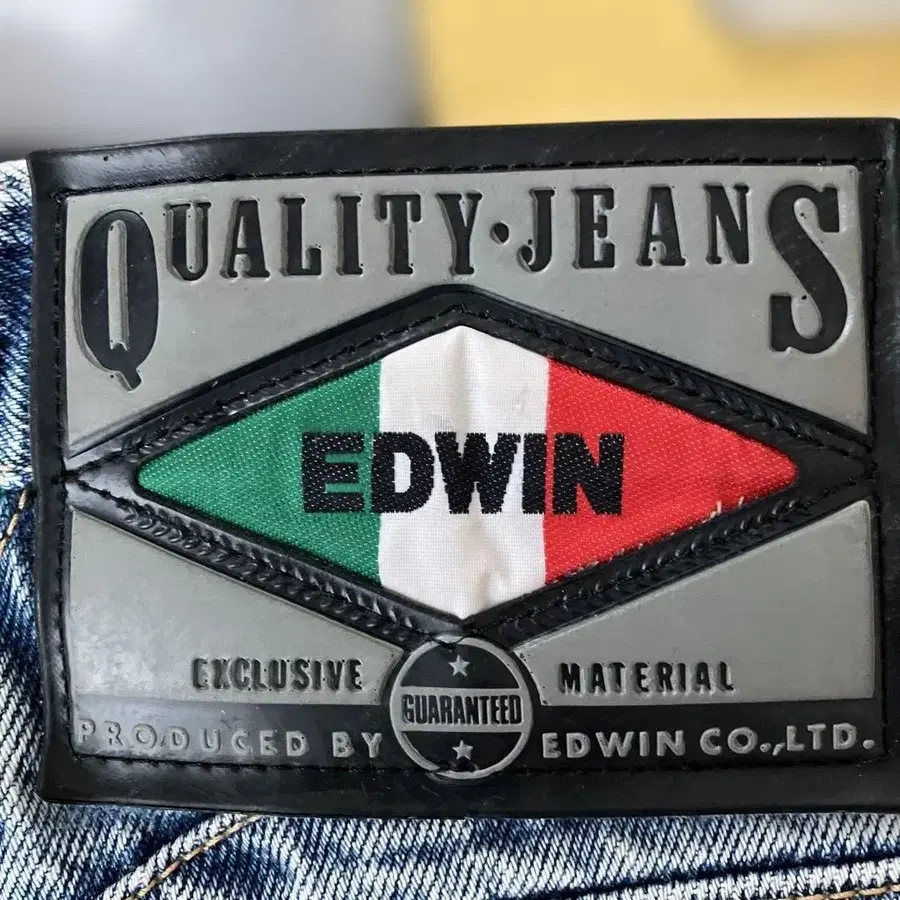 QUALITY·JEANS
EDWIN
EXCLUSIVE MATERIAL
GUARANTEED
PRODUCED BY EDWIN CO.,LTD.